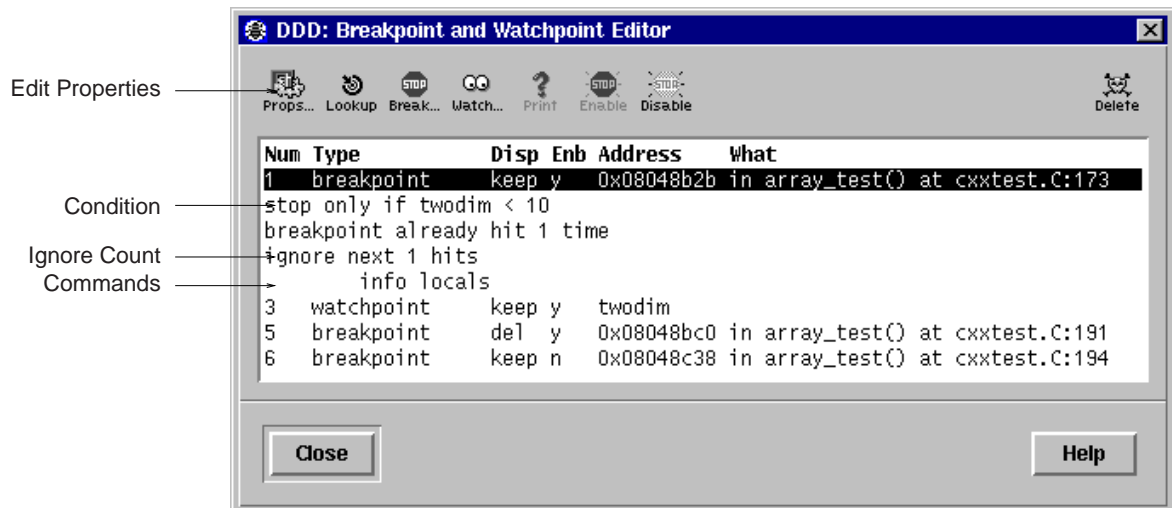 DDD: Breakpoint and Watchpoint Editor
Edit Properties
Props... Lookup Break... Watch... Print Enable Disable Delete
Num Type Disp Enb Address What
1 breakpoint keep y 0x08048b2b in array_test() at cxxtest.C:173
Condition
stop only if twodim < 10
breakpoint already hit 1 time
Ignore Count
ignore next 1 hits
Commands
info locals
3 watchpoint keep y twodim
5 breakpoint del y 0x08048bc0 in array_test() at cxxtest.C:191
6 breakpoint keep n 0x08048c38 in array_test() at cxxtest.C:194
Close Help